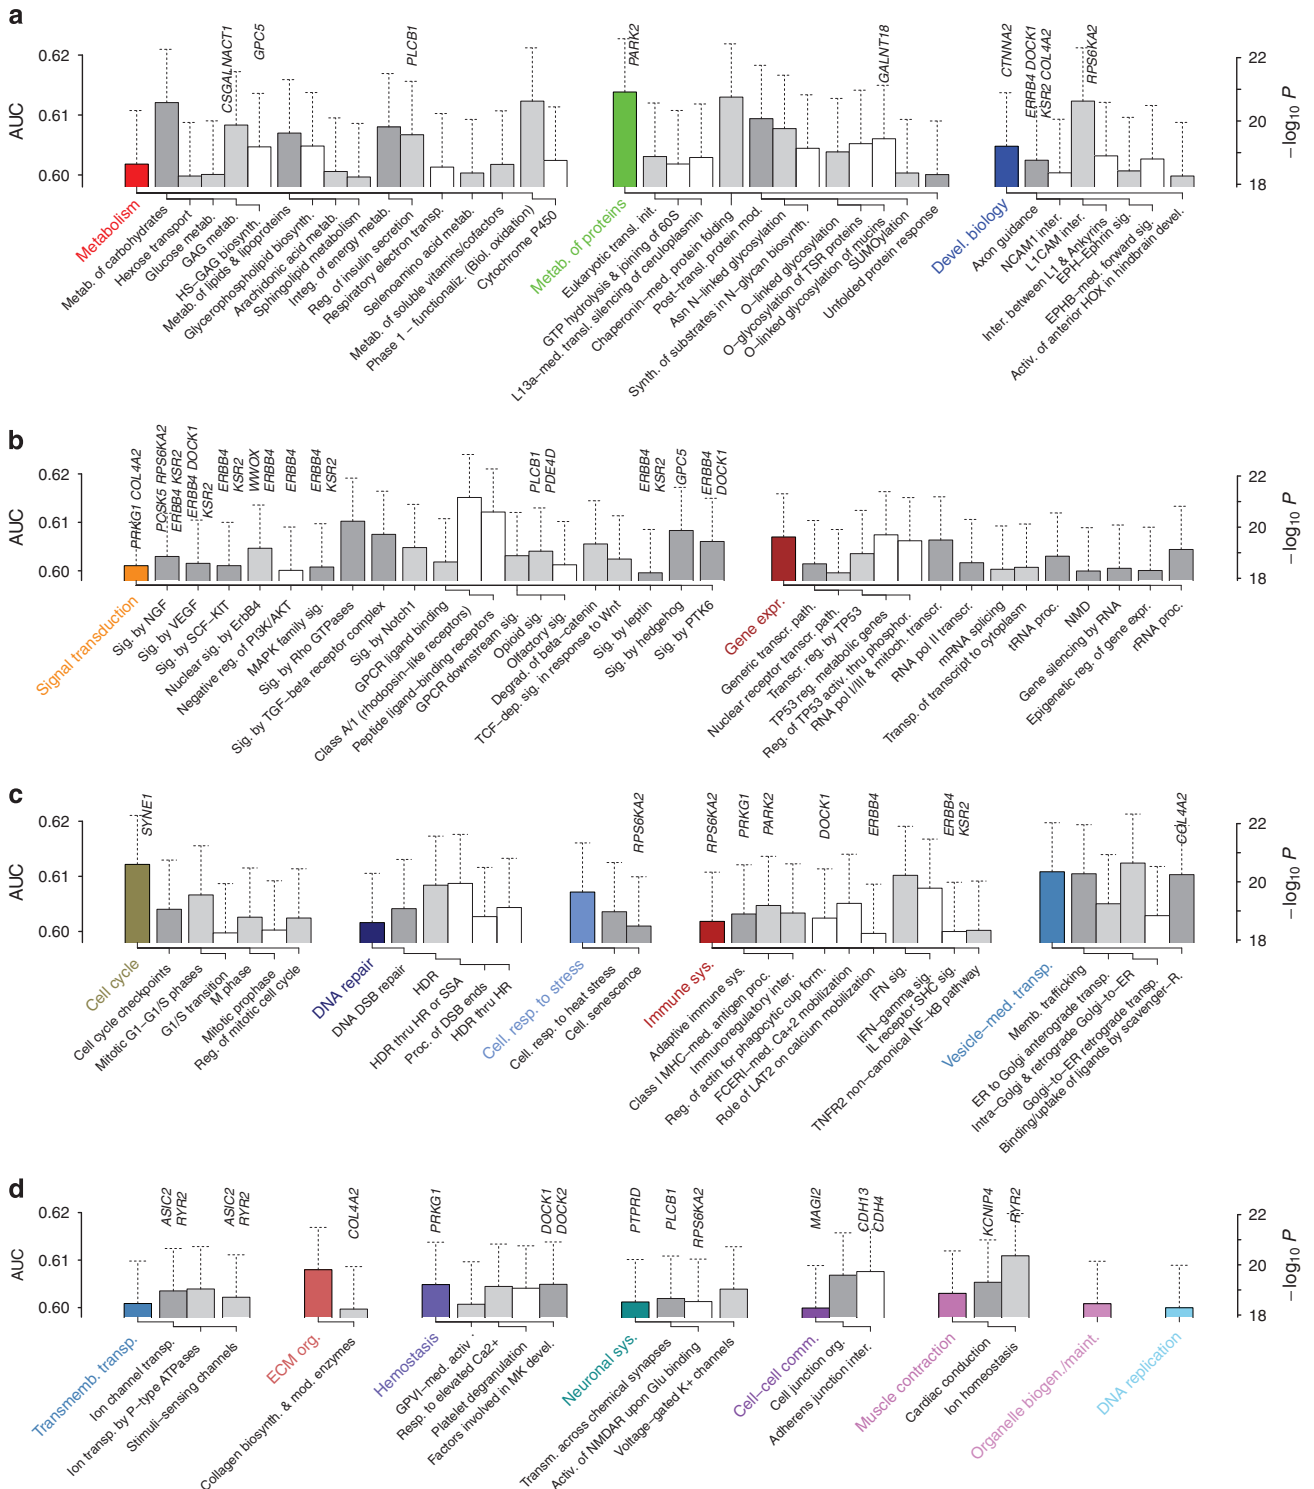 a
AUC
0.62
0.61
0.60
CSGALNACT1
GPC5
PLCB1
PARK2
GALNT18
CTNNA2
ERRB4 DOCK1
KSR2 COL4A2
RPS6KA2
22
20
18
−log10 P
Metabolism
Metab. of carbohydrates
Hexose transport
Glucose metab.
GAG metab.
HS−GAG biosynth.
Metab. of lipids & lipoproteins
Glycerophospholipid biosynth.
Arachidonic acid metab.
Sphingolipid metabolism
Integ. of energy metab.
Reg. of insulin secretion
Respiratory electron transp.
Selenoamino acid metab.
Metab. of soluble vitamins/cofactors
Phase 1 − functionaliz. (Biol. oxidation)
Cytochrome P450
Metab. of proteins
Eukaryotic transl. init.
GTP hydrolysis & joining of 60S
L13a−med. transl. silencing of ceruloplasmin
Chaperonin−med. protein folding
Post−transl. protein mod.
Asn N−linked glycosylation
Synth. of substrates in N−glycan biosynth.
O−linked glycosylation
O−glycosylation of TSR proteins
O−linked glycosylation of mucins
SUMOylation
Unfolded protein response
Devel. biology
Axon guidance
NCAM1 inter.
L1CAM inter.
Inter. between L1 & Ankyrins
EPH−Ephrin sig.
EPHB−med. forward sig.
Activ. of anterior HOX in hindbrain devel.
b
AUC
0.62
0.61
0.60
PRKG1 COL4A2
PCSK5 RPS6KA2
ERBB4 KSR2
ERBB4 DOCK1
KSR2
ERBB4
KSR2
WWOX
ERBB4
ERBB4
ERBB4
KSR2
PLCB1
PDE4D
ERBB4
KSR2
GPC5
ERBB4
DOCK1
22
20
18
−log10 P
Signal transduction
Sig. by NGF
Sig. by VEGF
Sig. by SCF−KIT
Nuclear sig. by ErbB4
Negative reg. of PI3K/AKT
MAPK family sig.
Sig. by Rho GTPases
Sig. by TGF−beta receptor complex
Sig. by Notch1
GPCR ligand binding
Class A/1 (rhodopsin−like receptors)
Peptide ligand−binding receptors
GPCR downstream sig.
Opioid sig.
Olfactory sig.
Degrad. of beta−catenin
TCF−dep. sig. in response to Wnt
Sig. by leptin
Sig. by hedgehog
Sig. by PTK6
Gene expr.
Generic transcr. path.
Nuclear receptor transcr. path.
Transcr. reg. by TP53
TP53 reg. metabolic genes
Reg. of TP53 activ. thru phosphor.
RNA pol I/III & mitoch. transcr.
RNA pol II transcr.
mRNA splicing
Transp. of transcript to cytoplasm
tRNA proc.
NMD
Gene silencing by RNA
Epigenetic reg. of gene expr.
rRNA proc.
c
AUC
0.62
0.61
0.60
SYNE1
RPS6KA2
RPS6KA2
PRKG1
PARK2
DOCK1
ERBB4
ERBB4
KSR2
COL4A2
22
20
18
−log10 P
Cell cycle
Cell cycle checkpoints
Mitotic G1−G1/S phases
G1/S transition
M phase
Mitotic prophase
Reg. of mitotic cell cycle
DNA repair
DNA DSB repair
HDR
HDR thru HR or SSA
Proc. of DSB ends
HDR thru HR
Cell. resp. to stress
Cell. resp. to heat stress
Cell. senescence
Immune sys.
Adaptive immune sys.
Class I MHC−med. antigen proc.
Immunoregulatory inter.
Reg. of actin for phagocytic cup form.
FCERI−med. Ca+2 mobilization
Role of LAT2 on calcium mobilization
IFN sig.
IFN−gamma sig.
IL receptor SHC sig.
TNFR2 non−canonical NF−kB pathway
Vesicle−med. transp.
Memb. trafficking
ER to Golgi anterograde transp.
Intra−Golgi & retrograde Golgi−to−ER
Golgi−to−ER retrograde transp.
Binding/uptake of ligands by scavenger−R.
d
AUC
0.62
0.61
0.60
ASIC2
RYR2
ASIC2
RYR2
COL4A2
PRKG1
DOCK1
DOCK2
PTPRD
PLCB1
RPS6KA2
MAGI2
CDH13
CDH4
KCNIP4
RYR2
22
20
18
−log10 P
Transmemb. transp.
Ion channel transp.
Ion transp. by P−type ATPases
Stimuli−sensing channels
ECM org.
Collagen biosynth. & mod. enzymes
Hemostasis
GPVI−med. activ.
Resp. to elevated Ca2+
Platelet degranulation
Factors involved in MK devel.
Neuronal sys.
Transm. across chemical synapses
Activ. of NMDAR upon Glu binding
Voltage−gated K+ channels
Cell−cell comm.
Cell junction org.
Adherens junction inter.
Muscle contraction
Cardiac conduction
Ion homeostasis
Organelle biogen./maint.
DNA replication